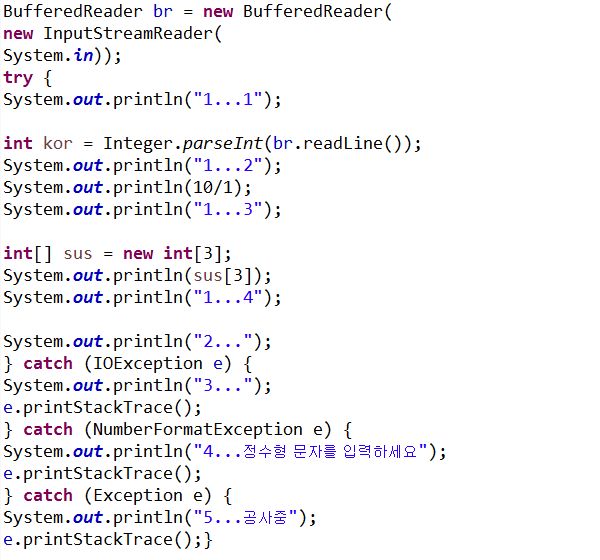 BufferedReader br = new BufferedReader(
new InputStreamReader(
System.in));
try {
System.out.println("1...1");
int kor = Integer.parseInt(br.readLine());
System.out.println("1...2");
System.out.println(10/1);
System.out.println("1...3");
int[] sus = new int[3];
System.out.println(sus[3]);
System.out.println("1...4");
System.out.println("2...");
} catch (IOException e) {
System.out.println("3...");
e.printStackTrace();
} catch (NumberFormatException e) {
System.out.println("4...정수형 문자를 입력하세요");
e.printStackTrace();
} catch (Exception e) {
System.out.println("5...공사중");
e.printStackTrace();}